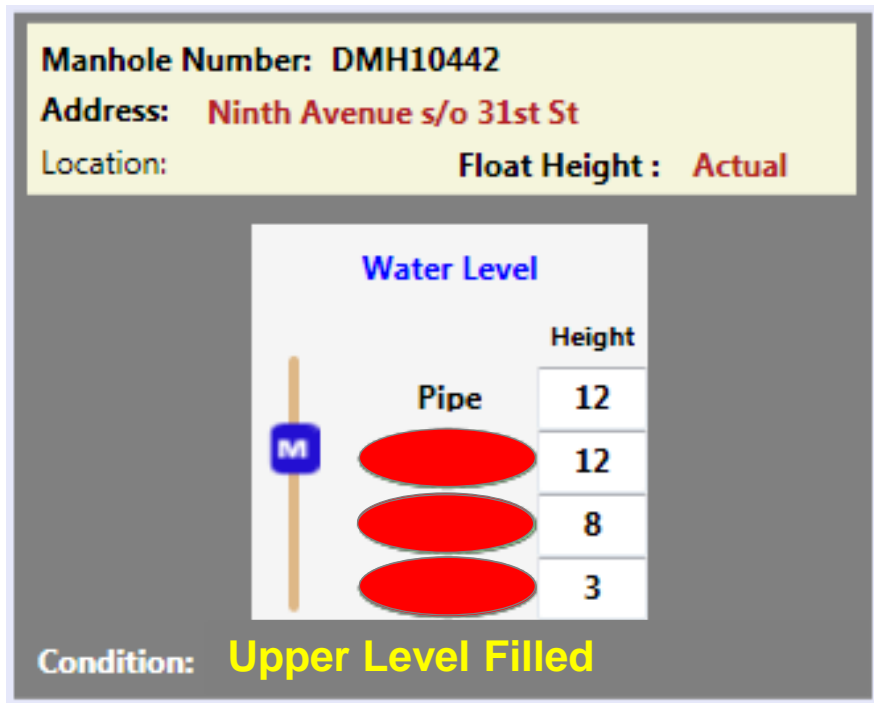 Manhole Number: DMH10442
Address: Ninth Avenue s/o 31st St
Location: Float Height : Actual
Water Level
Height
Pipe 12
M 12
8
3
Condition: Upper Level Filled